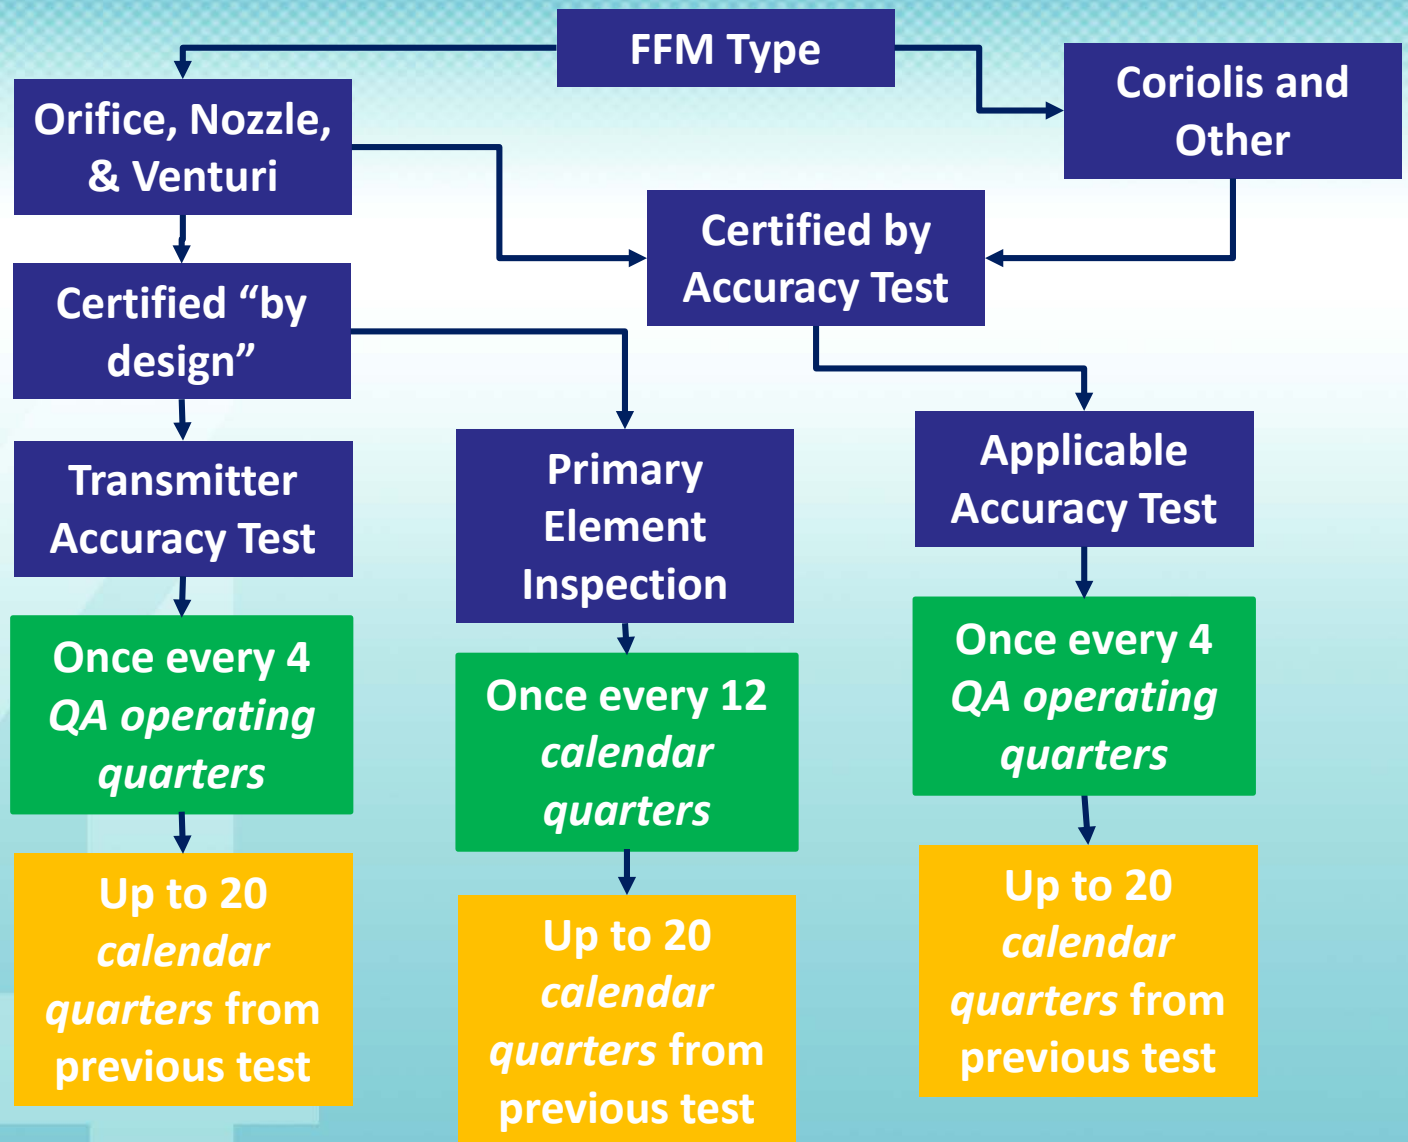 FFM Type
Orifice, Nozzle,
& Venturi
Coriolis and
Other
Certified by
Accuracy Test
Certified “by
design”
Transmitter
Accuracy Test
Primary
Element
Inspection
Applicable
Accuracy Test
Once every 4
QA operating
quarters
Once every 12
calendar
quarters
Once every 4
QA operating
quarters
Up to 20
calendar
quarters from
previous test
Up to 20
calendar
quarters from
previous test
Up to 20
calendar
quarters from
previous test